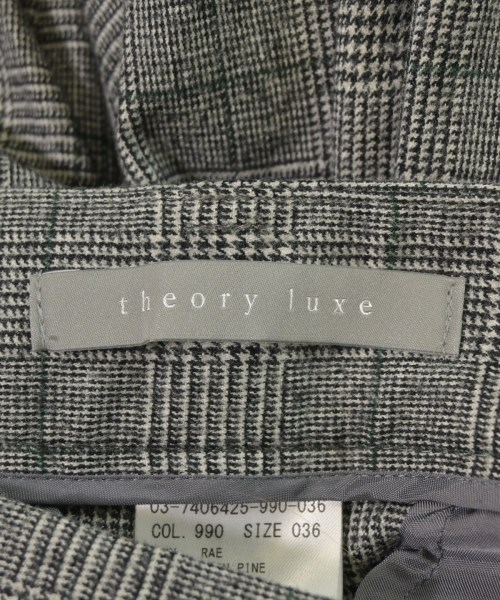 theory luxe
03-7406425-990-036
COL. 990 SIZE 036
RAE
PINE